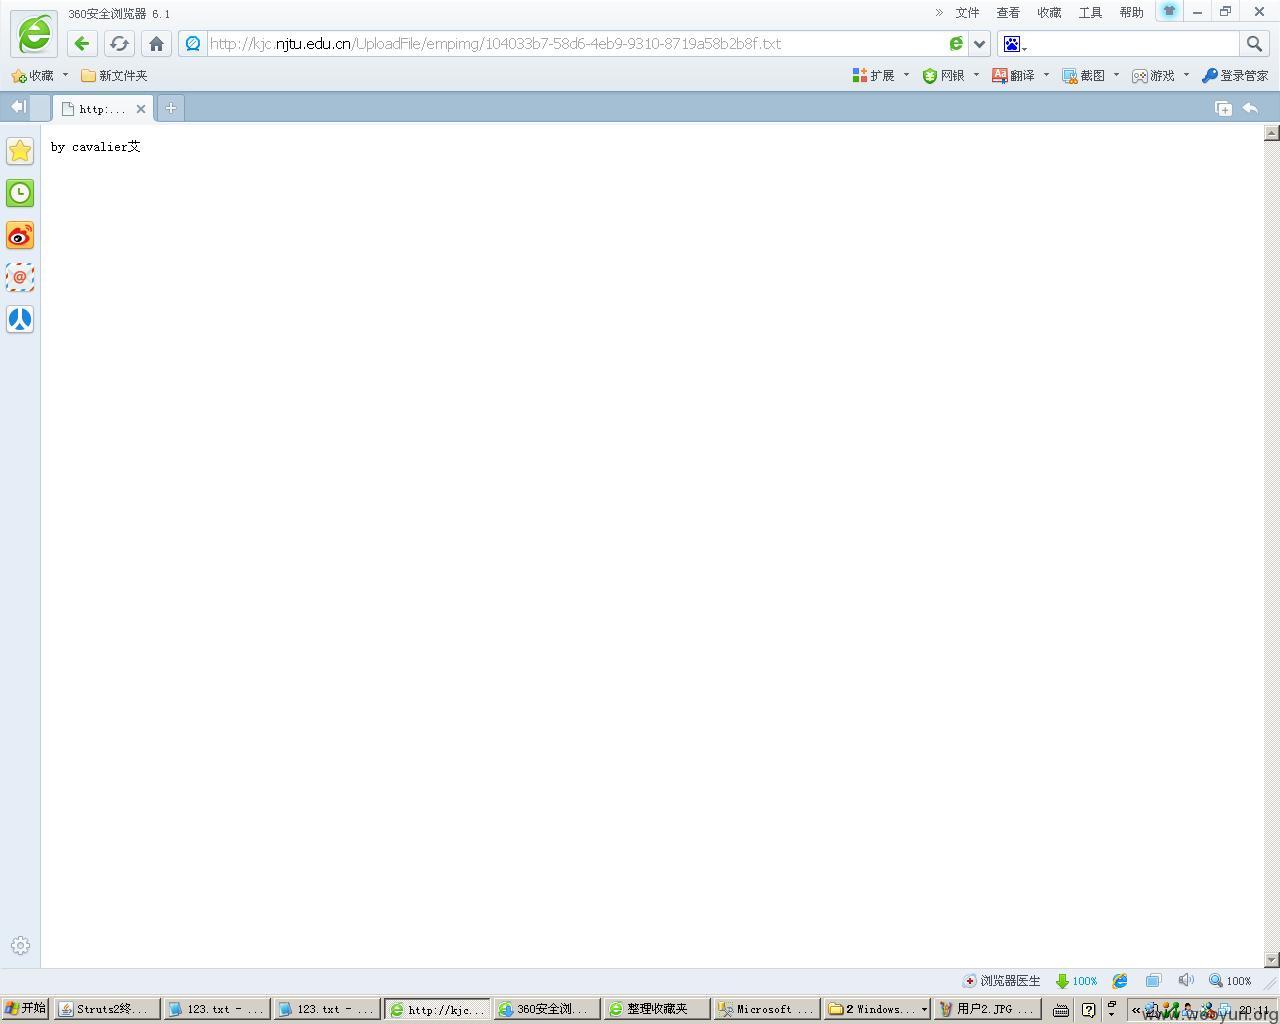 360安全浏览器 6.1
» 文件 查看 收藏 工具 帮助
http://kjc.njtu.edu.cn/UploadFile/empimg/104033b7-58d6-4eb9-9310-8719a58b2b8f.txt
收藏 新文件夹 扩展 网银 翻译 截图 游戏 登录管家
http:...
by cavalier艾
浏览器医生 100% 100%
开始 Struts2终... 123.txt - ... 123.txt - ... http://kjc... 360安全浏... 整理收藏夹 Microsoft ... 2 Windows... 用户2.JPG ... « 20:11
www.wooyun.org